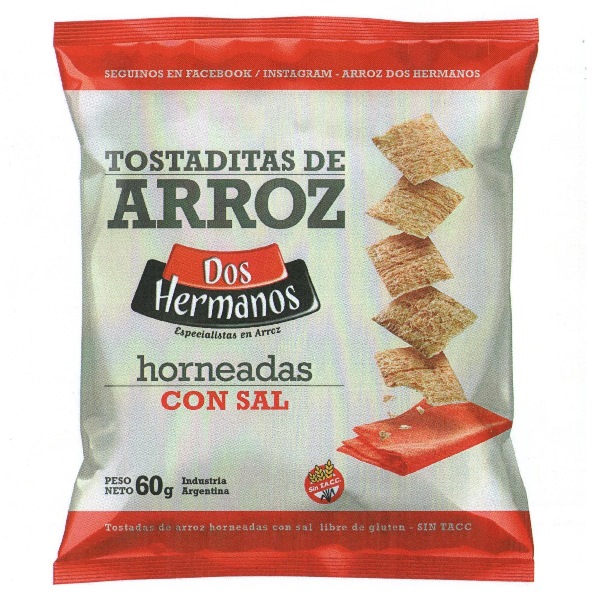 SEGUINOS EN FACEBOOK / INSTAGRAM - ARROZ DOS HERMANOS
TOSTADITAS DE
ARROZ
Dos
Hermanos
Especialistas en Arroz
horneadas
CON SAL
PESO
NETO 60g
Industria
Argentina
Sin T.A.C.C.
Tostadas de arroz horneadas con sal libre de gluten - SIN TACC